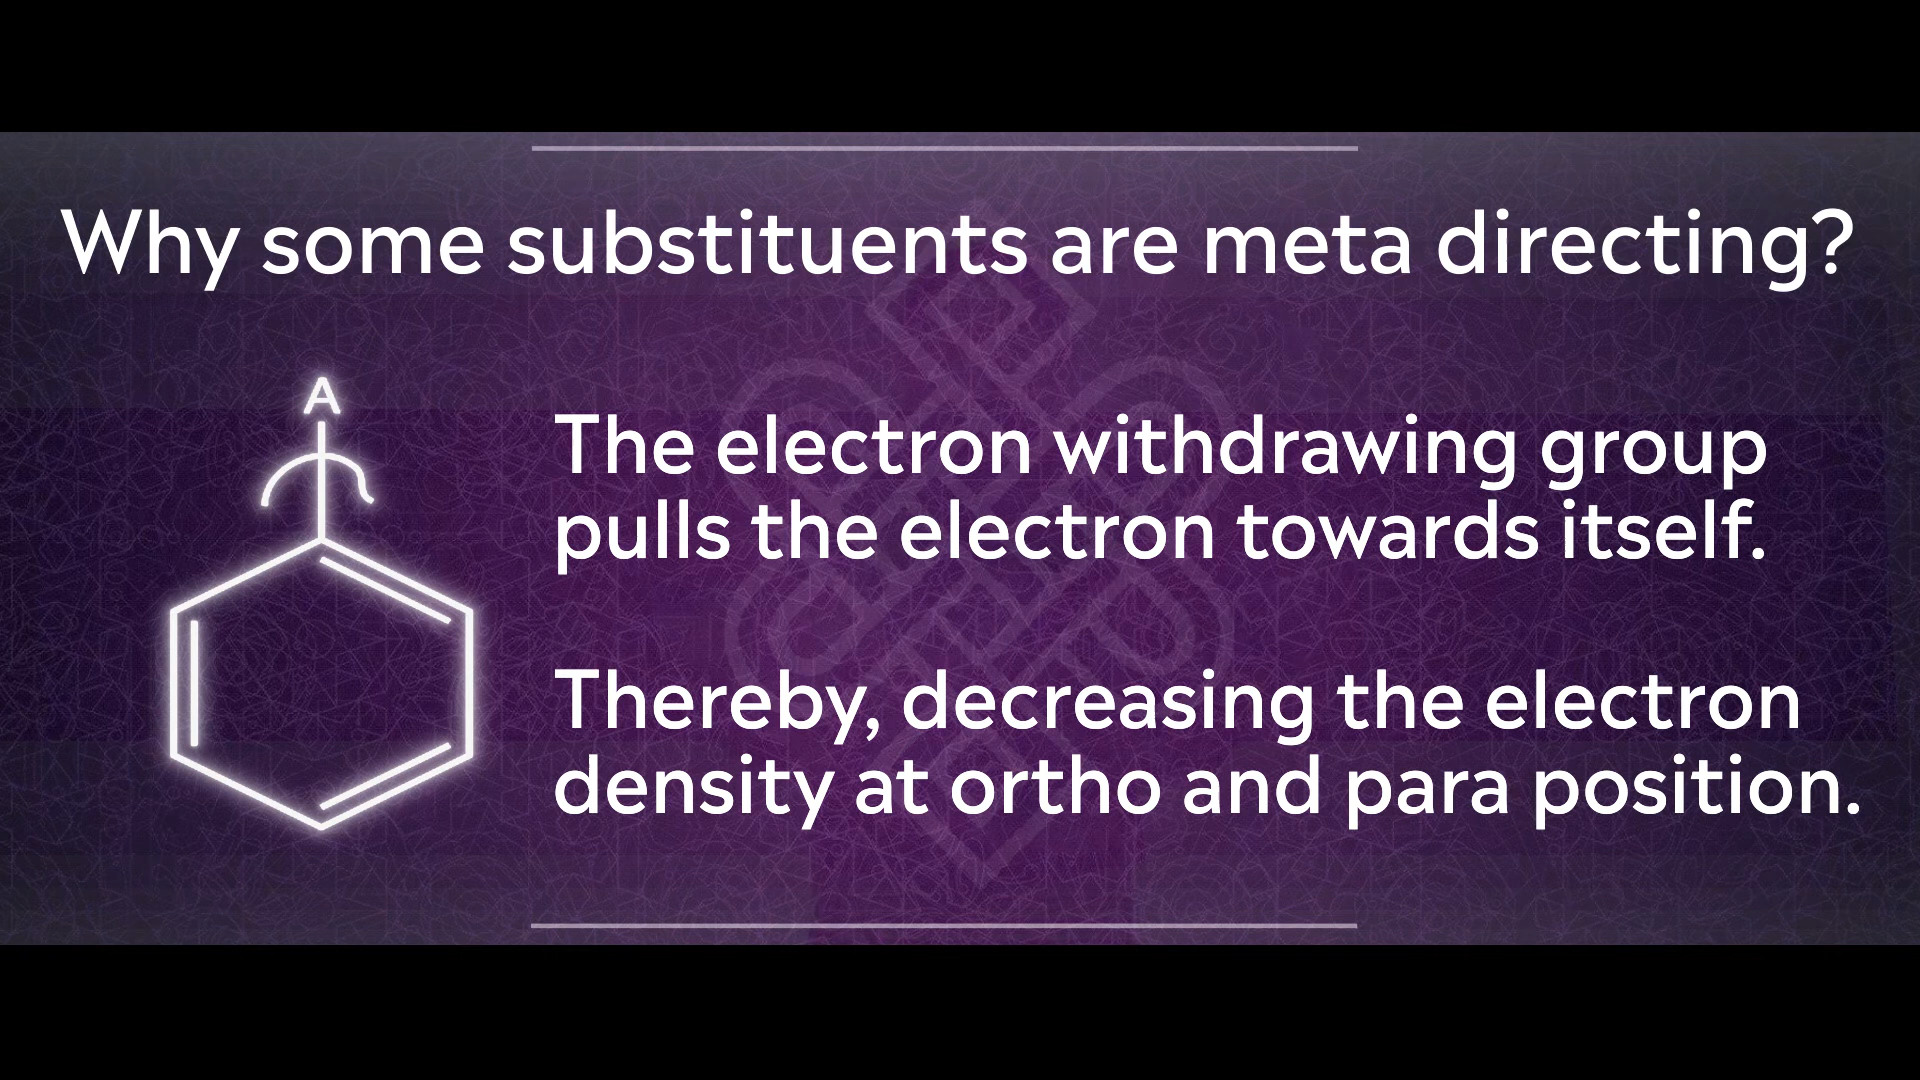 Why some substituents are meta directing?
A
The electron withdrawing group
pulls the electron towards itself.
Thereby, decreasing the electron
density at ortho and para position.